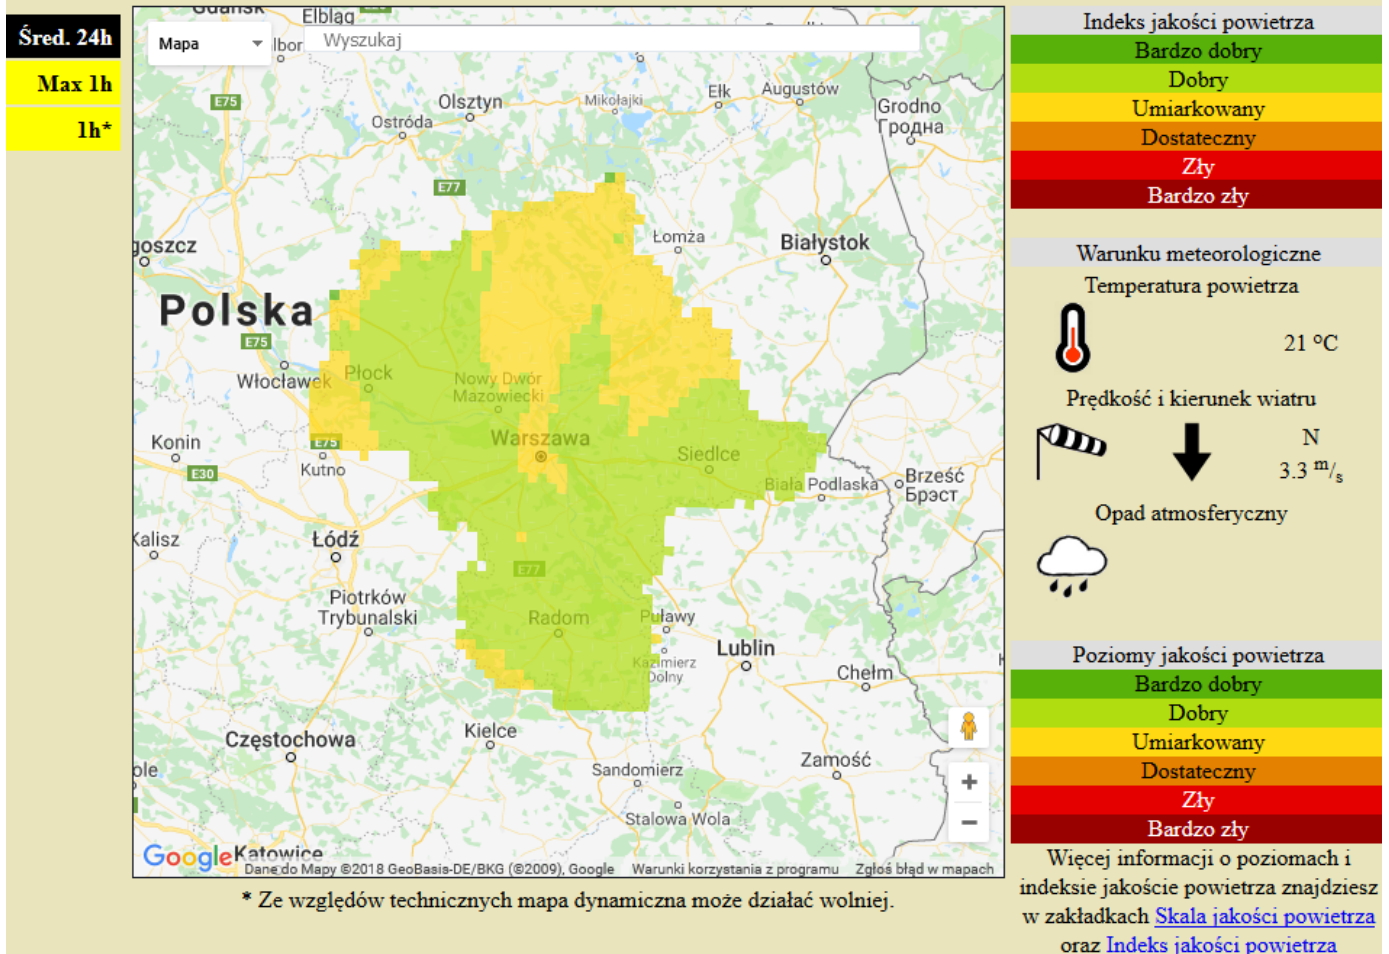 Śred. 24h
Max 1h
1h*
Mapa
Wyszukaj
Gdańsk
Elbląg
E75
Olsztyn
Mikołajki
Ełk
Augustów
Ostróda
Grodno
Гродна
E77
Łomża
Białystok
Polska
E75
Włocławek
Płock
Nowy Dwór
Mazowiecki
Warszawa
Konin
E75
Siedlce
Kutno
E30
Biała Podlaska
Brześć
Брэст
Kalisz
Łódź
E77
Piotrków
Trybunalski
Radom
Puławy
Kazimierz
Dolny
Lublin
Chełm
Częstochowa
Kielce
Sandomierz
Zamość
Stalowa Wola
Katowice
Google
Dane do Mapy ©2018 GeoBasis-DE/BKG (©2009), Google
Warunki korzystania z programu
Zgłoś błąd w mapach
* Ze względów technicznych mapa dynamiczna może działać wolniej.
Indeks jakości powietrza
Bardzo dobry
Dobry
Umiarkowany
Dostateczny
Zły
Bardzo zły
Warunku meteorologiczne
Temperatura powietrza
21 °C
Prędkość i kierunek wiatru
N
3.3 m/s
Opad atmosferyczny
Poziomy jakości powietrza
Bardzo dobry
Dobry
Umiarkowany
Dostateczny
Zły
Bardzo zły
Więcej informacji o poziomach i
indeksie jakoście powietrza znajdziesz
w zakładkach Skala jakości powietrza
oraz Indeks jakości powietrza